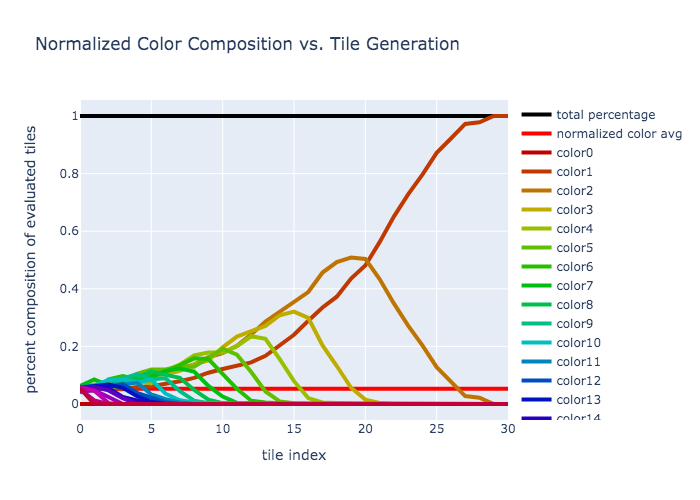 Normalized Color Composition vs. Tile Generation
percent composition of evaluated tiles
1
0.8
0.6
0.4
0.2
0
0 5 10 15 20 25 30
tile index
total percentage
normalized color avg
color0
color1
color2
color3
color4
color5
color6
color7
color8
color9
color10
color11
color12
color13
color14